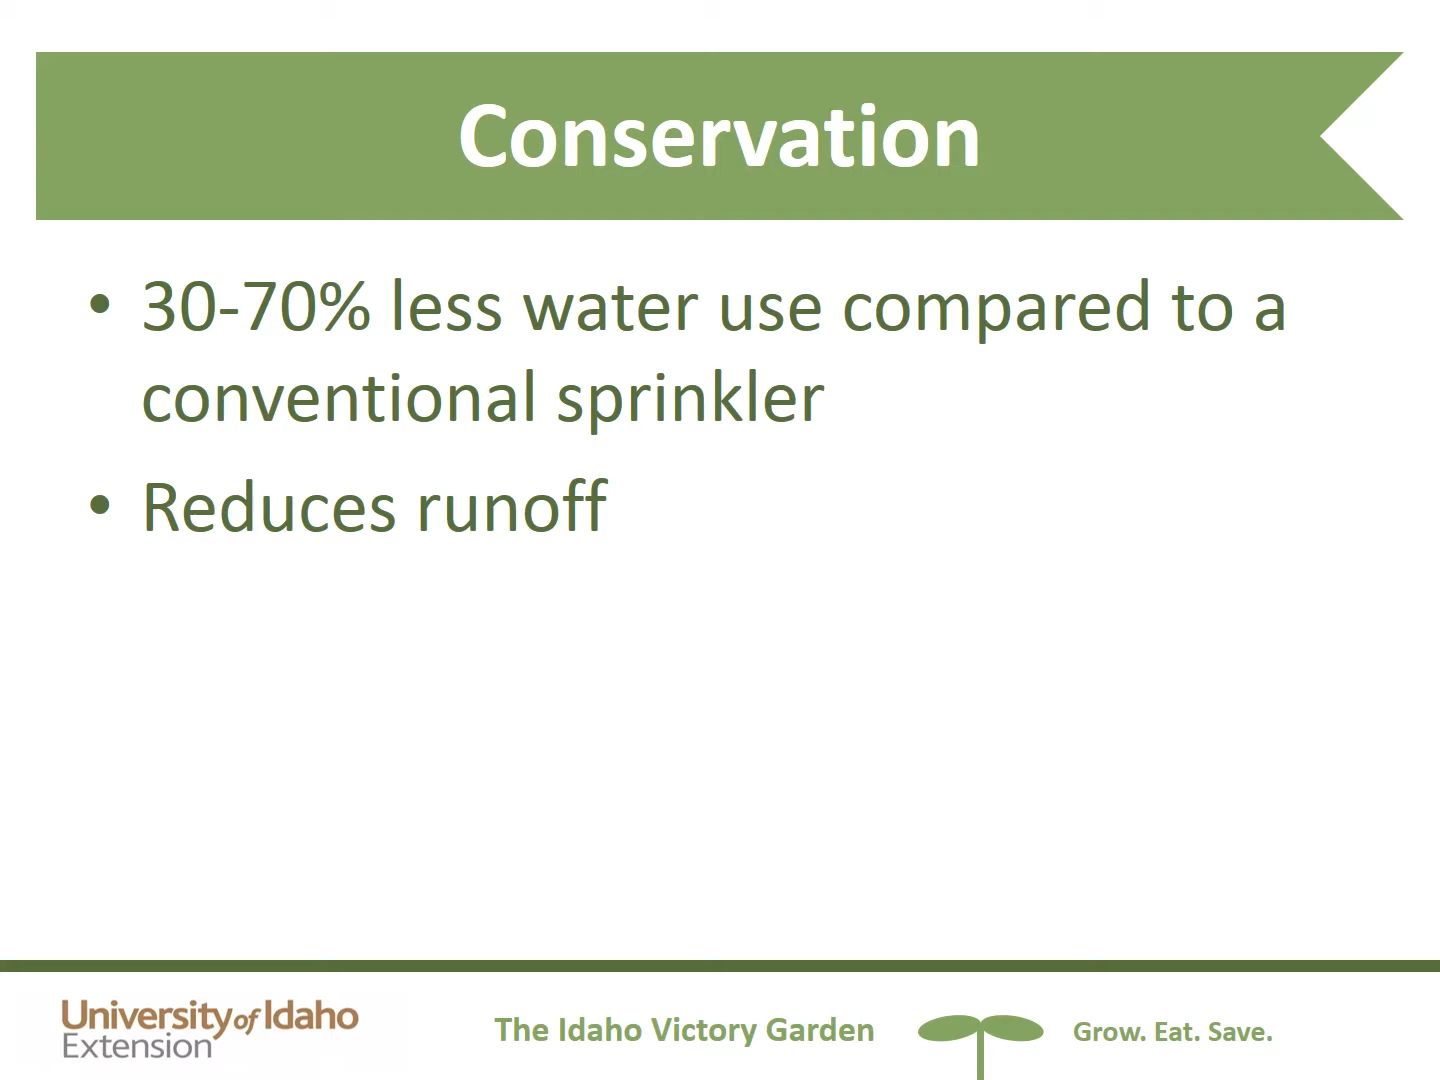 Conservation
• 30-70% less water use compared to a
conventional sprinkler
• Reduces runoff
University of Idaho
Extension
The Idaho Victory Garden
Grow. Eat. Save.